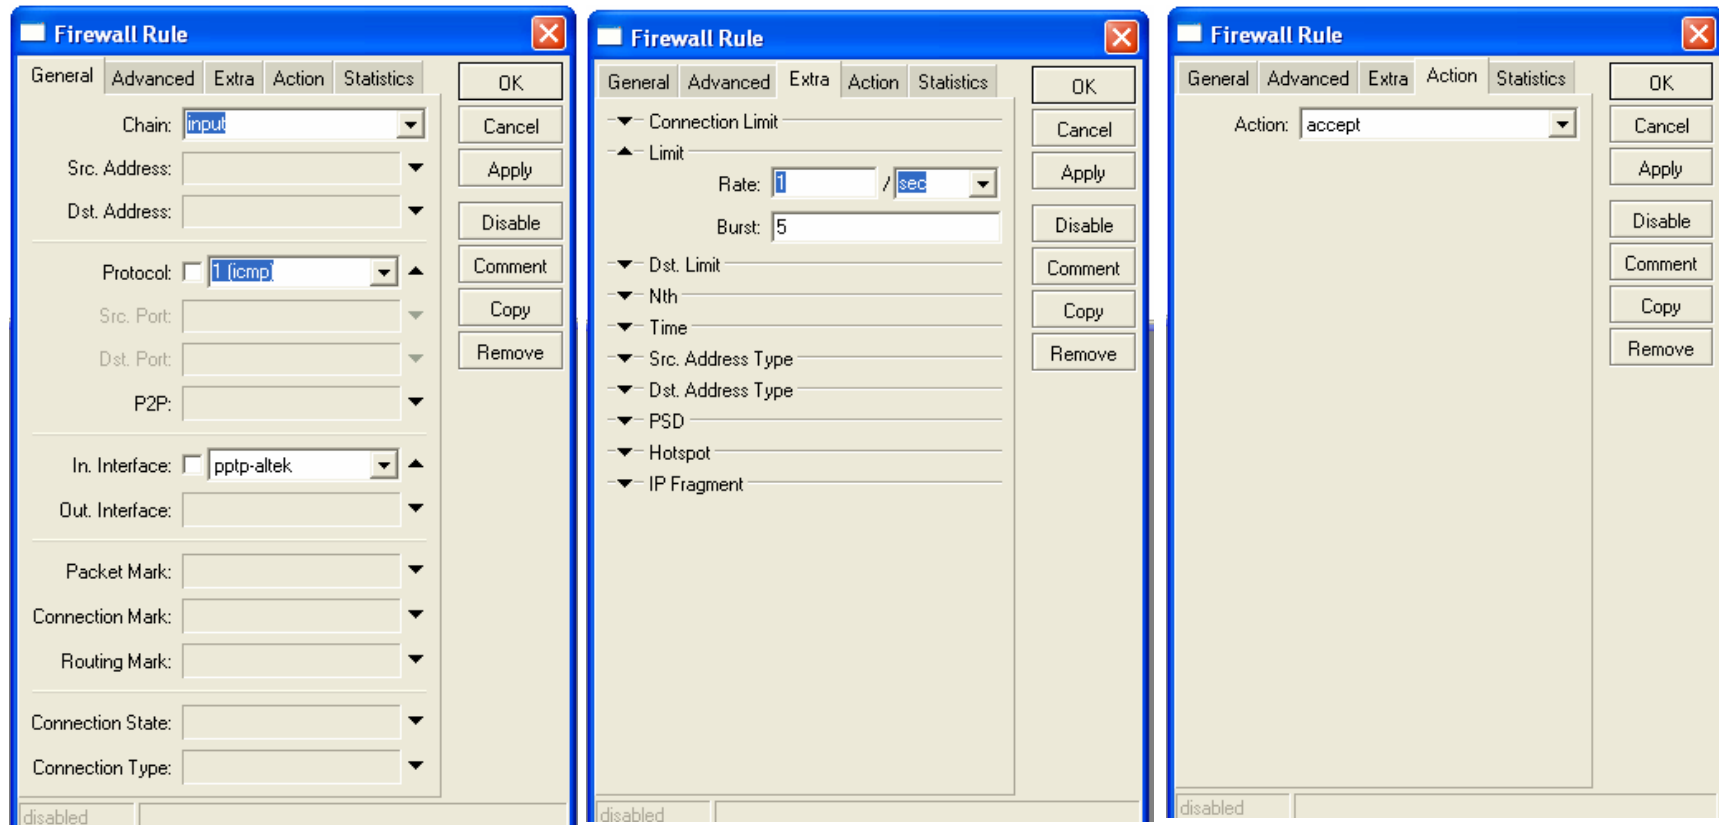 Firewall Rule
General Advanced Extra Action Statistics
Chain: input
Src. Address:
Dst. Address:
Protocol: 1 (icmp)
Src. Port:
Dst. Port:
P2P:
In. Interface: pptp-altek
Out. Interface:
Packet Mark:
Connection Mark:
Routing Mark:
Connection State:
Connection Type:
OK
Cancel
Apply
Disable
Comment
Copy
Remove
disabled
Firewall Rule
General Advanced Extra Action Statistics
Connection Limit
Limit
Rate: 1 / sec
Burst: 5
Dst. Limit
Nth
Time
Src. Address Type
Dst. Address Type
PSD
Hotspot
IP Fragment
OK
Cancel
Apply
Disable
Comment
Copy
Remove
disabled
Firewall Rule
General Advanced Extra Action Statistics
Action: accept
OK
Cancel
Apply
Disable
Comment
Copy
Remove
disabled